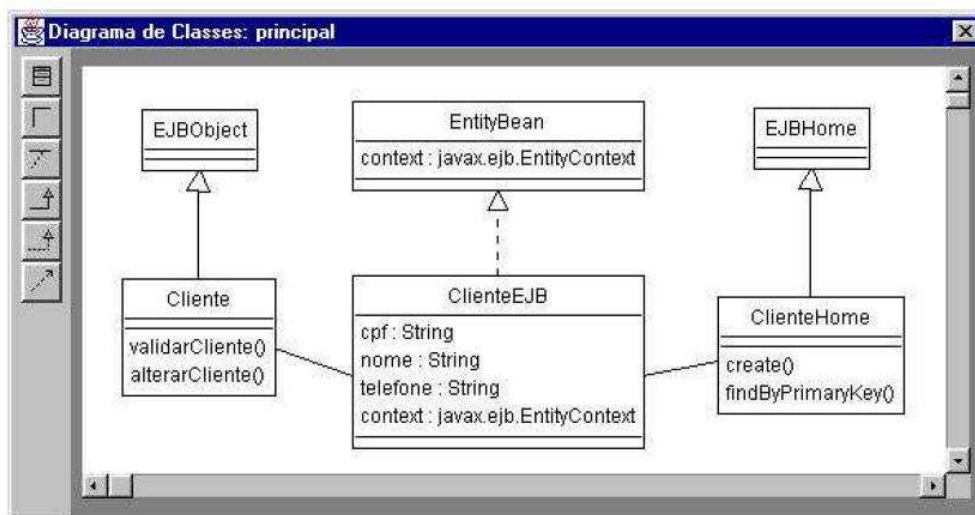 Diagrama de Classes: principal
EJBObject
EntityBean
context : javax.ejb.EntityContext
EJBHome
Cliente
validarCliente()
alterarCliente()
ClienteEJB
cpf : String
nome : String
telefone : String
context : javax.ejb.EntityContext
ClienteHome
create()
findByPrimaryKey()